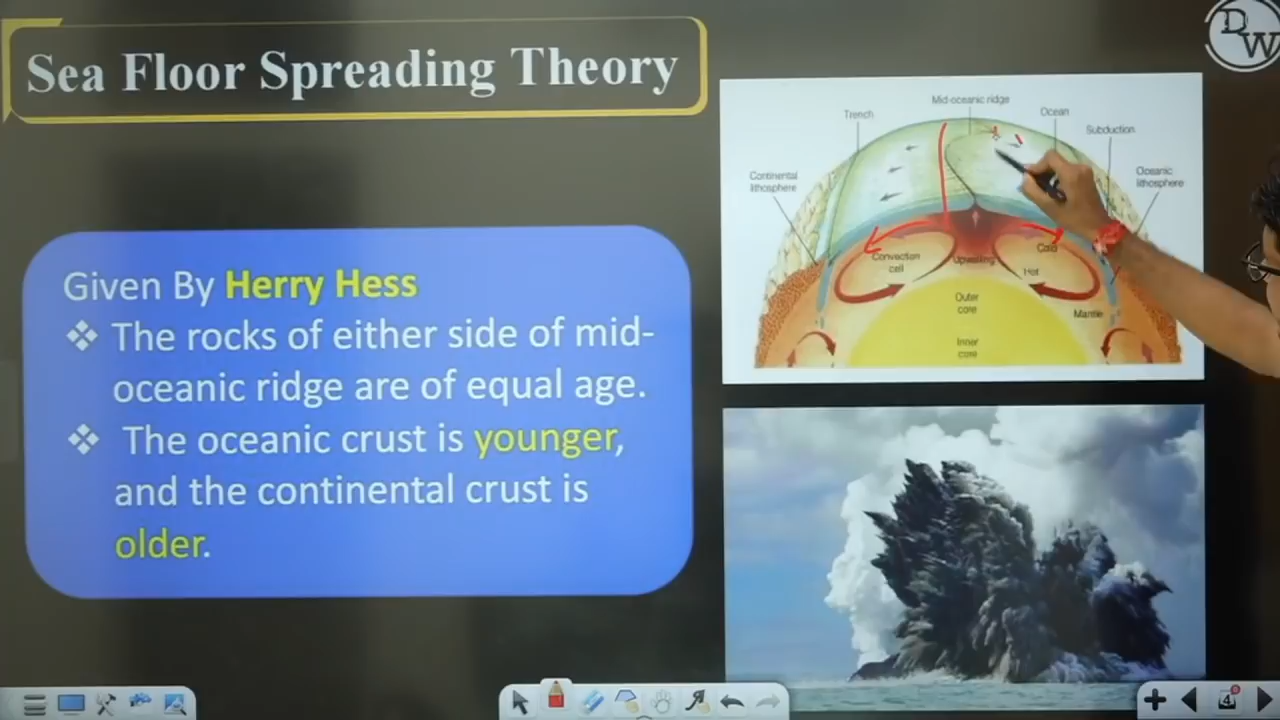 Sea Floor Spreading Theory
DW
Given By Herry Hess
❖ The rocks of either side of mid-
oceanic ridge are of equal age.
❖ The oceanic crust is younger,
and the continental crust is
older.
Mid-oceanic ridge
Trench
Ocean
Subduction
Continental
lithosphere
Oceanic
lithosphere
Convection
cell
Upwelling
Cold
Hot
Outer
core
Mantle
Inner
core
4